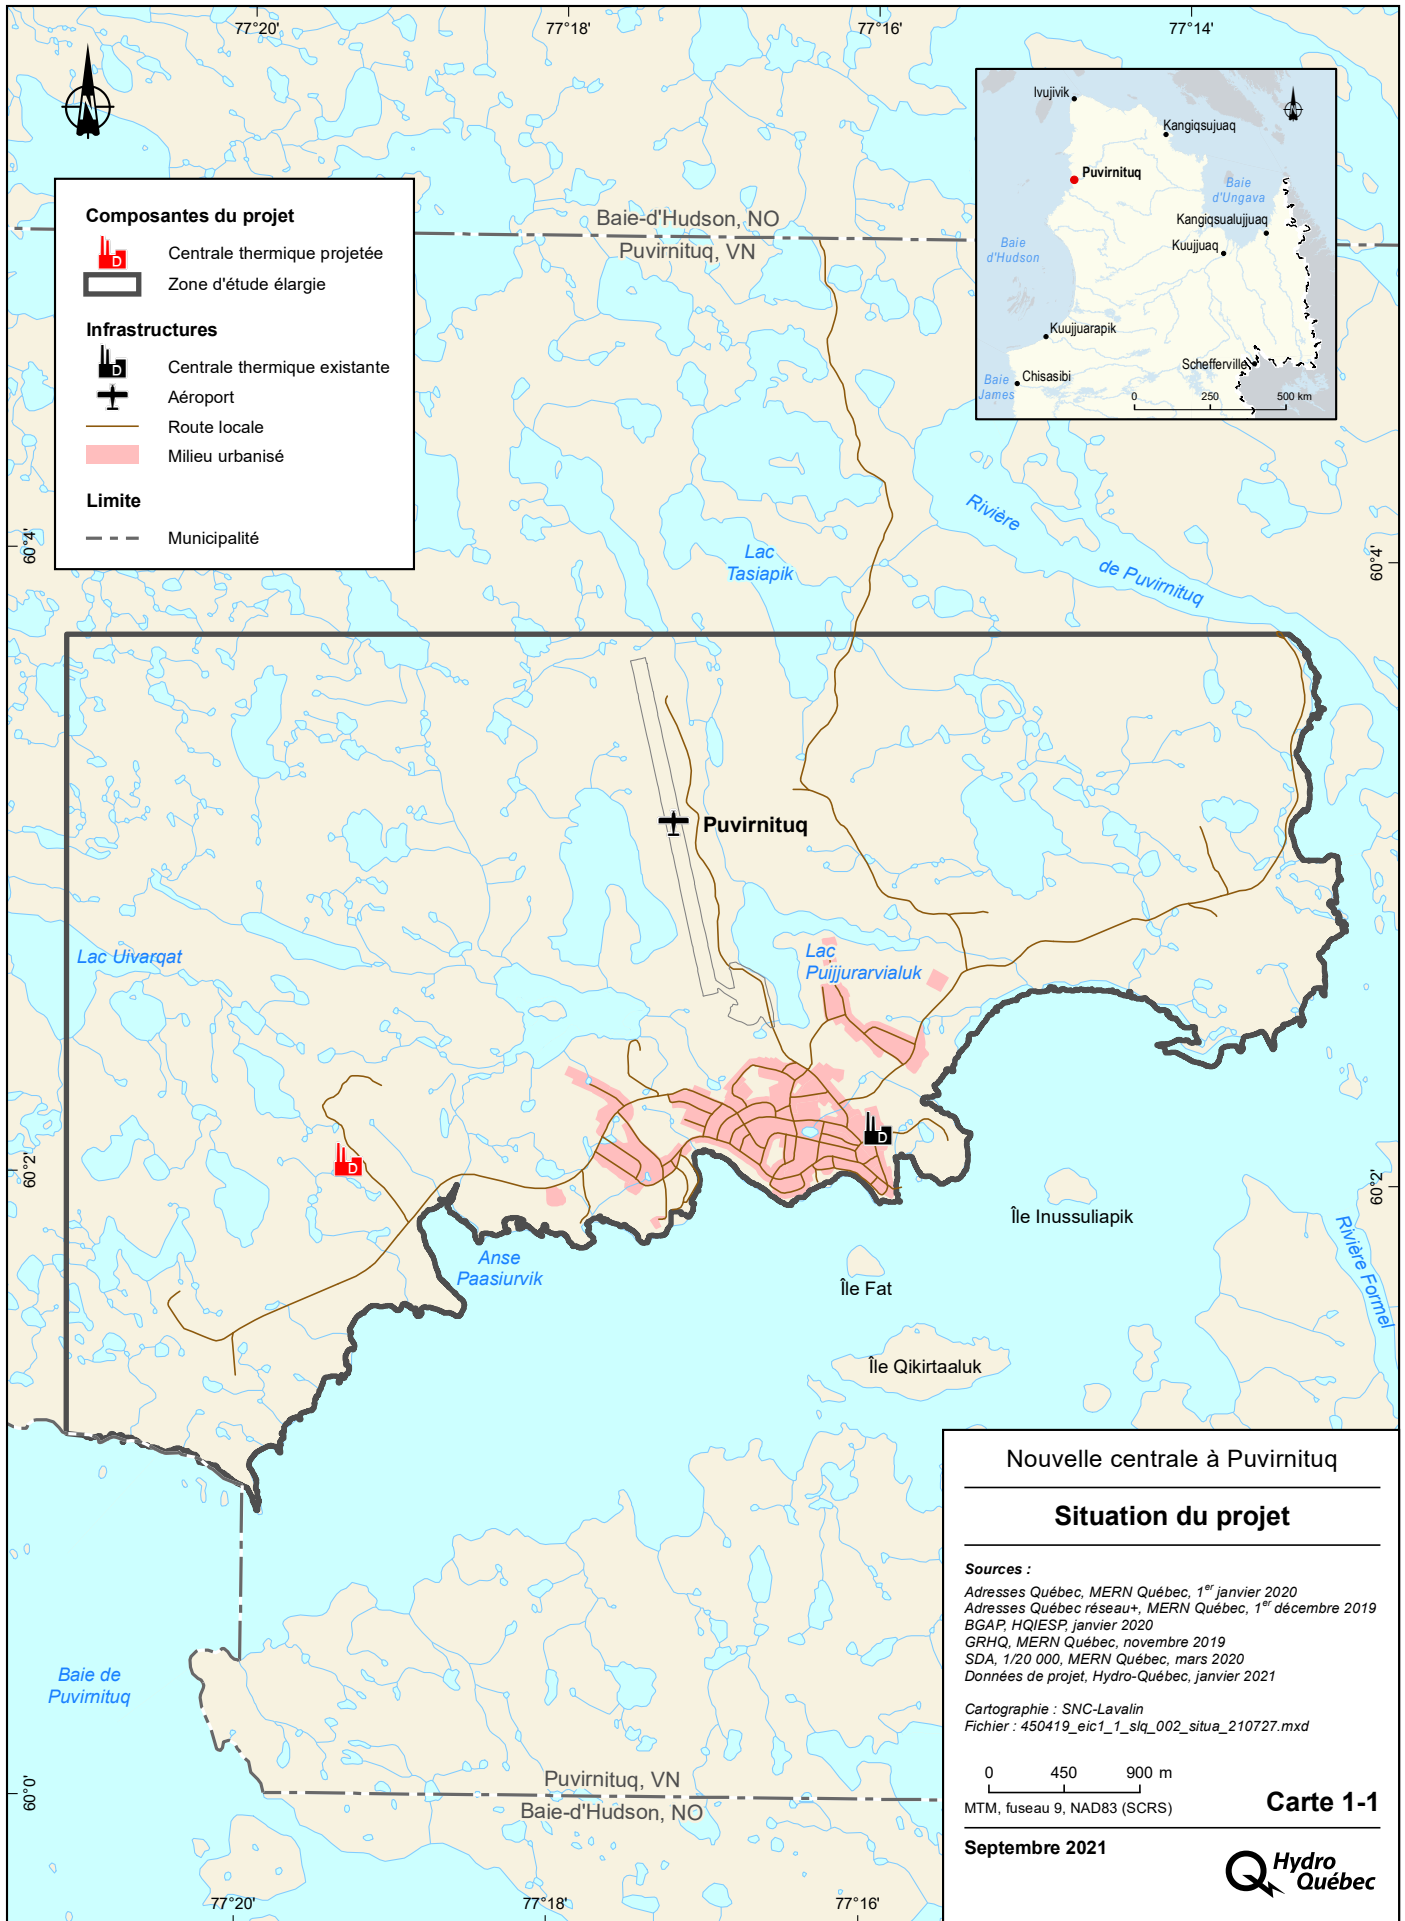 77°20'
77°18'
77°16'
77°14'
N
Ivujivik
Kangiqsujuaq
Puvirnituq
Baie
d'Ungava
Kangiqsualujjuaq
Baie
d'Hudson
Kuujjuaq
Kuujjuarapik
Schefferville
Baie
James
Chisasibi
0 250 500 km
Composantes du projet
D Centrale thermique projetée
Zone d'étude élargie
Infrastructures
D Centrale thermique existante
Aéroport
Route locale
Milieu urbanisé
Limite
Municipalité
Baie-d'Hudson, NO
Puvirnituq, VN
60°4'
60°4'
Lac
Tasiapik
Rivière
de Puvirnituq
Puvirnituq
Lac Uivarqat
Lac
Puijjurarvialuk
D
D
60°2'
60°2'
Île Inussuliapik
Rivière Formel
Anse
Paasiurvik
Île Fat
Île Qikirtaaluk
Baie de
Puvirnituq
Puvirnituq, VN
Baie-d'Hudson, NO
60°0'
77°20'
77°18'
77°16'
Nouvelle centrale à Puvirnituq
Situation du projet
Sources :
Adresses Québec, MERN Québec, 1er janvier 2020
Adresses Québec réseau+, MERN Québec, 1er décembre 2019
BGAP, HQIESP, janvier 2020
GRHQ, MERN Québec, novembre 2019
SDA, 1/20 000, MERN Québec, mars 2020
Données de projet, Hydro-Québec, janvier 2021
Cartographie : SNC-Lavalin
Fichier : 450419_eic1_1_slq_002_situa_210727.mxd
0 450 900 m
MTM, fuseau 9, NAD83 (SCRS)
Carte 1-1
Septembre 2021
Hydro
Québec